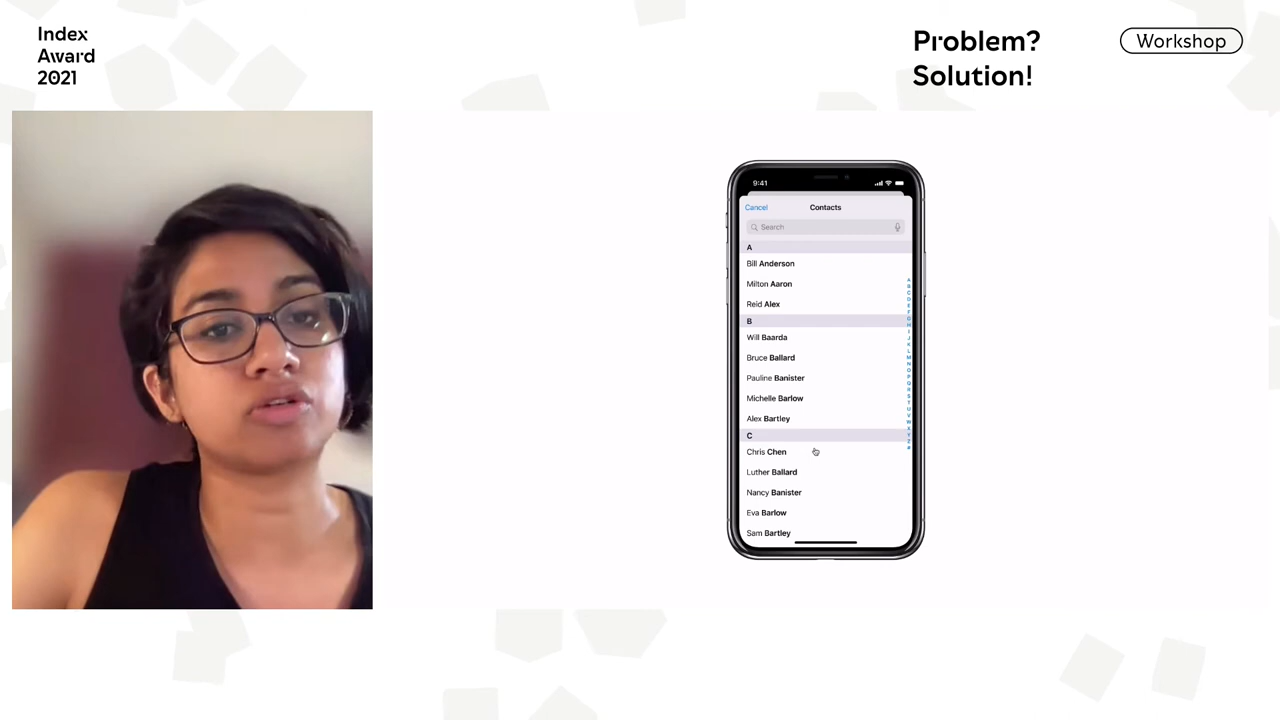 Index
Award
2021
Problem?
Solution!
Workshop
9:41
Cancel
Contacts
Search
A
Bill Anderson
Milton Aaron
Reid Alex
B
Will Baarda
Bruce Ballard
Pauline Banister
Michelle Barlow
Alex Bartley
C
Chris Chen
Luther Ballard
Nancy Banister
Eva Barlow
Sam Bartley